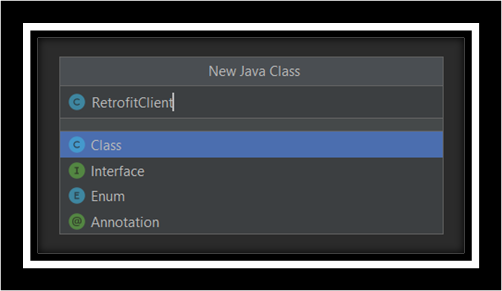 New Java Class
C RetrofitClient
C Class
I Interface
E Enum
@ Annotation